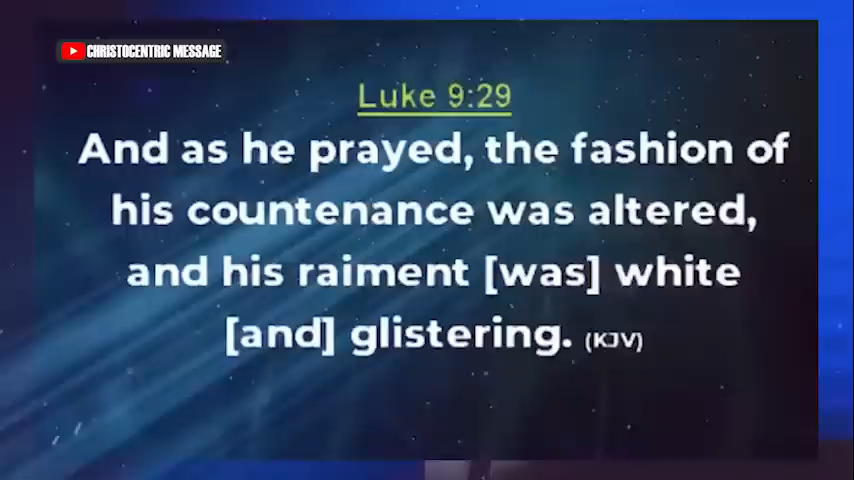 CHRISTOCENTRIC MESSAGE
Luke 9:29
And as he prayed, the fashion of
his countenance was altered,
and his raiment [was] white
[and] glistering. (KJV)